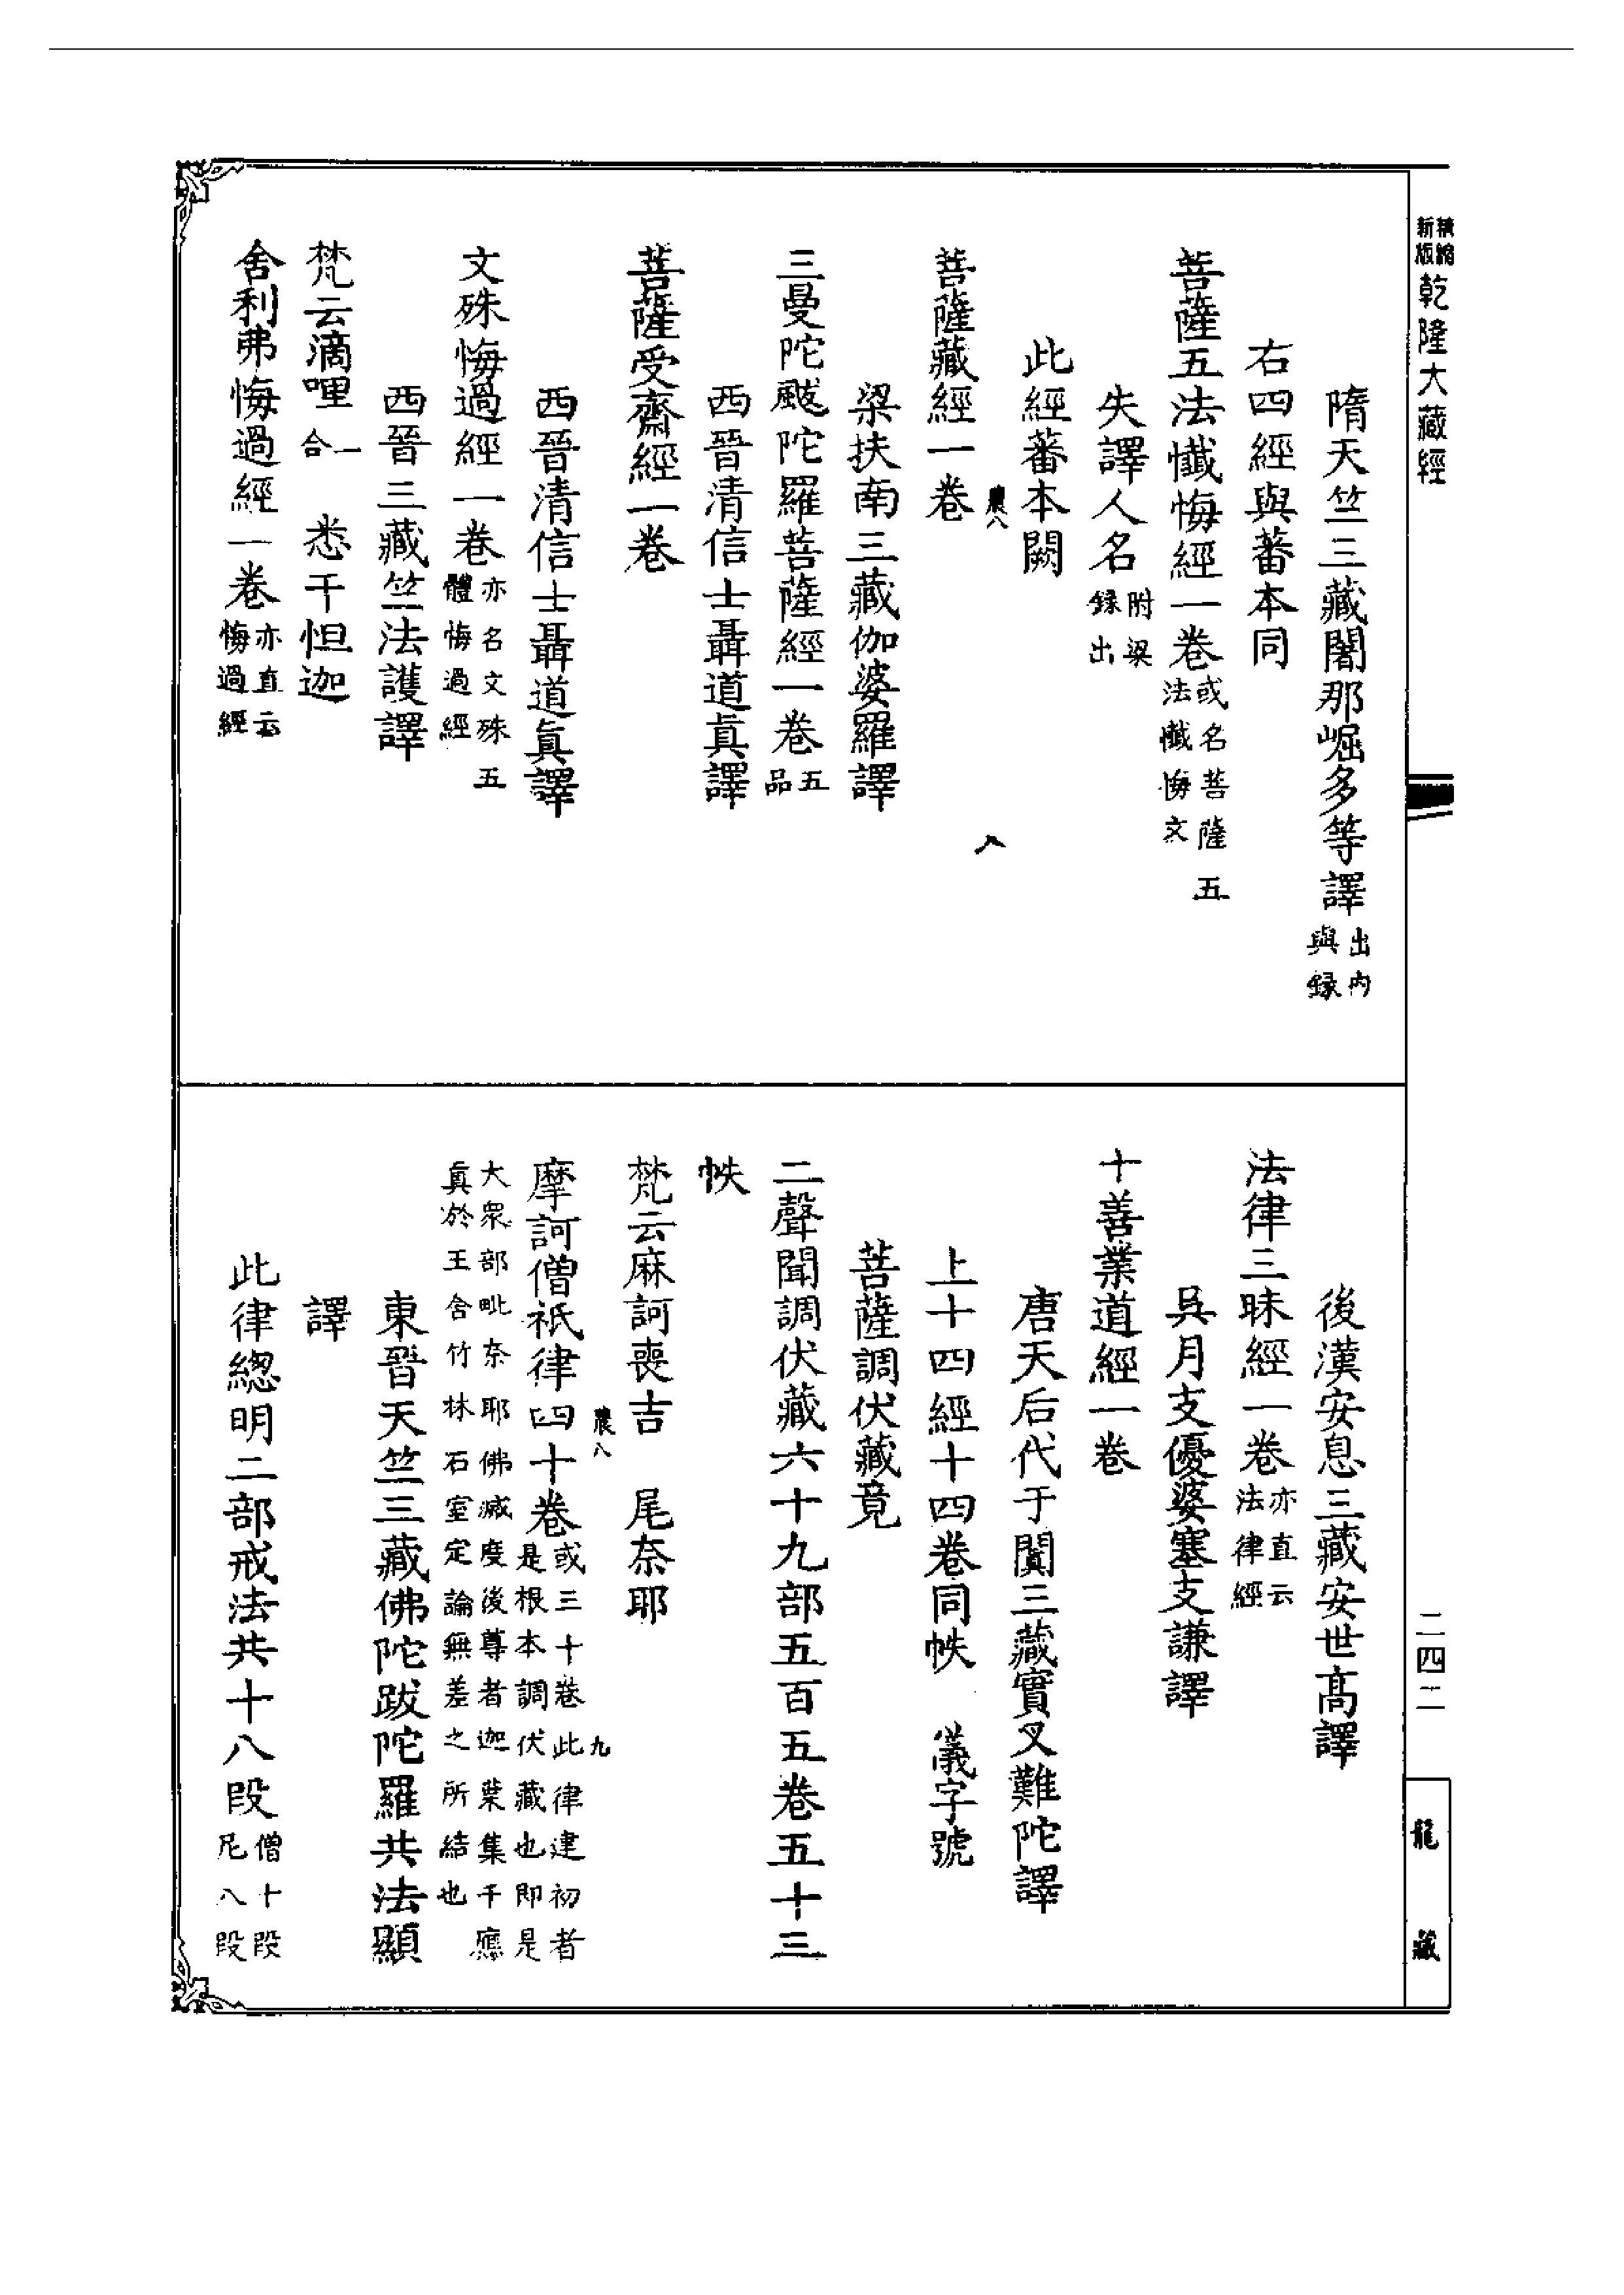 精縮新版乾隆大藏經
隋天竺三藏闍那崛多等譯出內與録
右四經與蕃本同
菩薩五法懺悔經一卷或名菩薩五法懺悔文
失譯人名附梁録出
此經蕃本闕
農八
菩薩藏經一卷
八
梁扶南三藏伽婆羅譯
三曼陀颰陀羅菩薩經一卷五品
西晉清信士聶道眞譯
菩薩受齋經一卷
西晉清信士聶道眞譯
文殊悔過經一卷亦名文殊五體悔過經
西晉三藏竺法護譯
梵云滴哩二合 悉干怛迦
舍利弗悔過經一卷亦直云悔過經
後漢安息三藏安世髙譯
法律三昧經一卷亦直云法律經
吳月支優婆塞支謙譯
十善業道經一卷
唐天后代于闐三藏實叉難陀譯
上十四經十四卷同帙 儀字號
菩薩調伏藏竟
二聲聞調伏藏六十九部五百五卷五十三
帙
梵云麻訶喪吉 尾奈耶
農八
九
摩訶僧祇律四十卷或三十卷此律建初者是根本調伏藏也即是
大衆部毗奈耶佛滅度後尊者迦葉集千應眞於王舍竹林石室定論無差之所結也
東晉天竺三藏佛陀跋陀羅共法顯
譯
此律總明二部戒法共十八段僧十段尼八段
二四二
龍藏